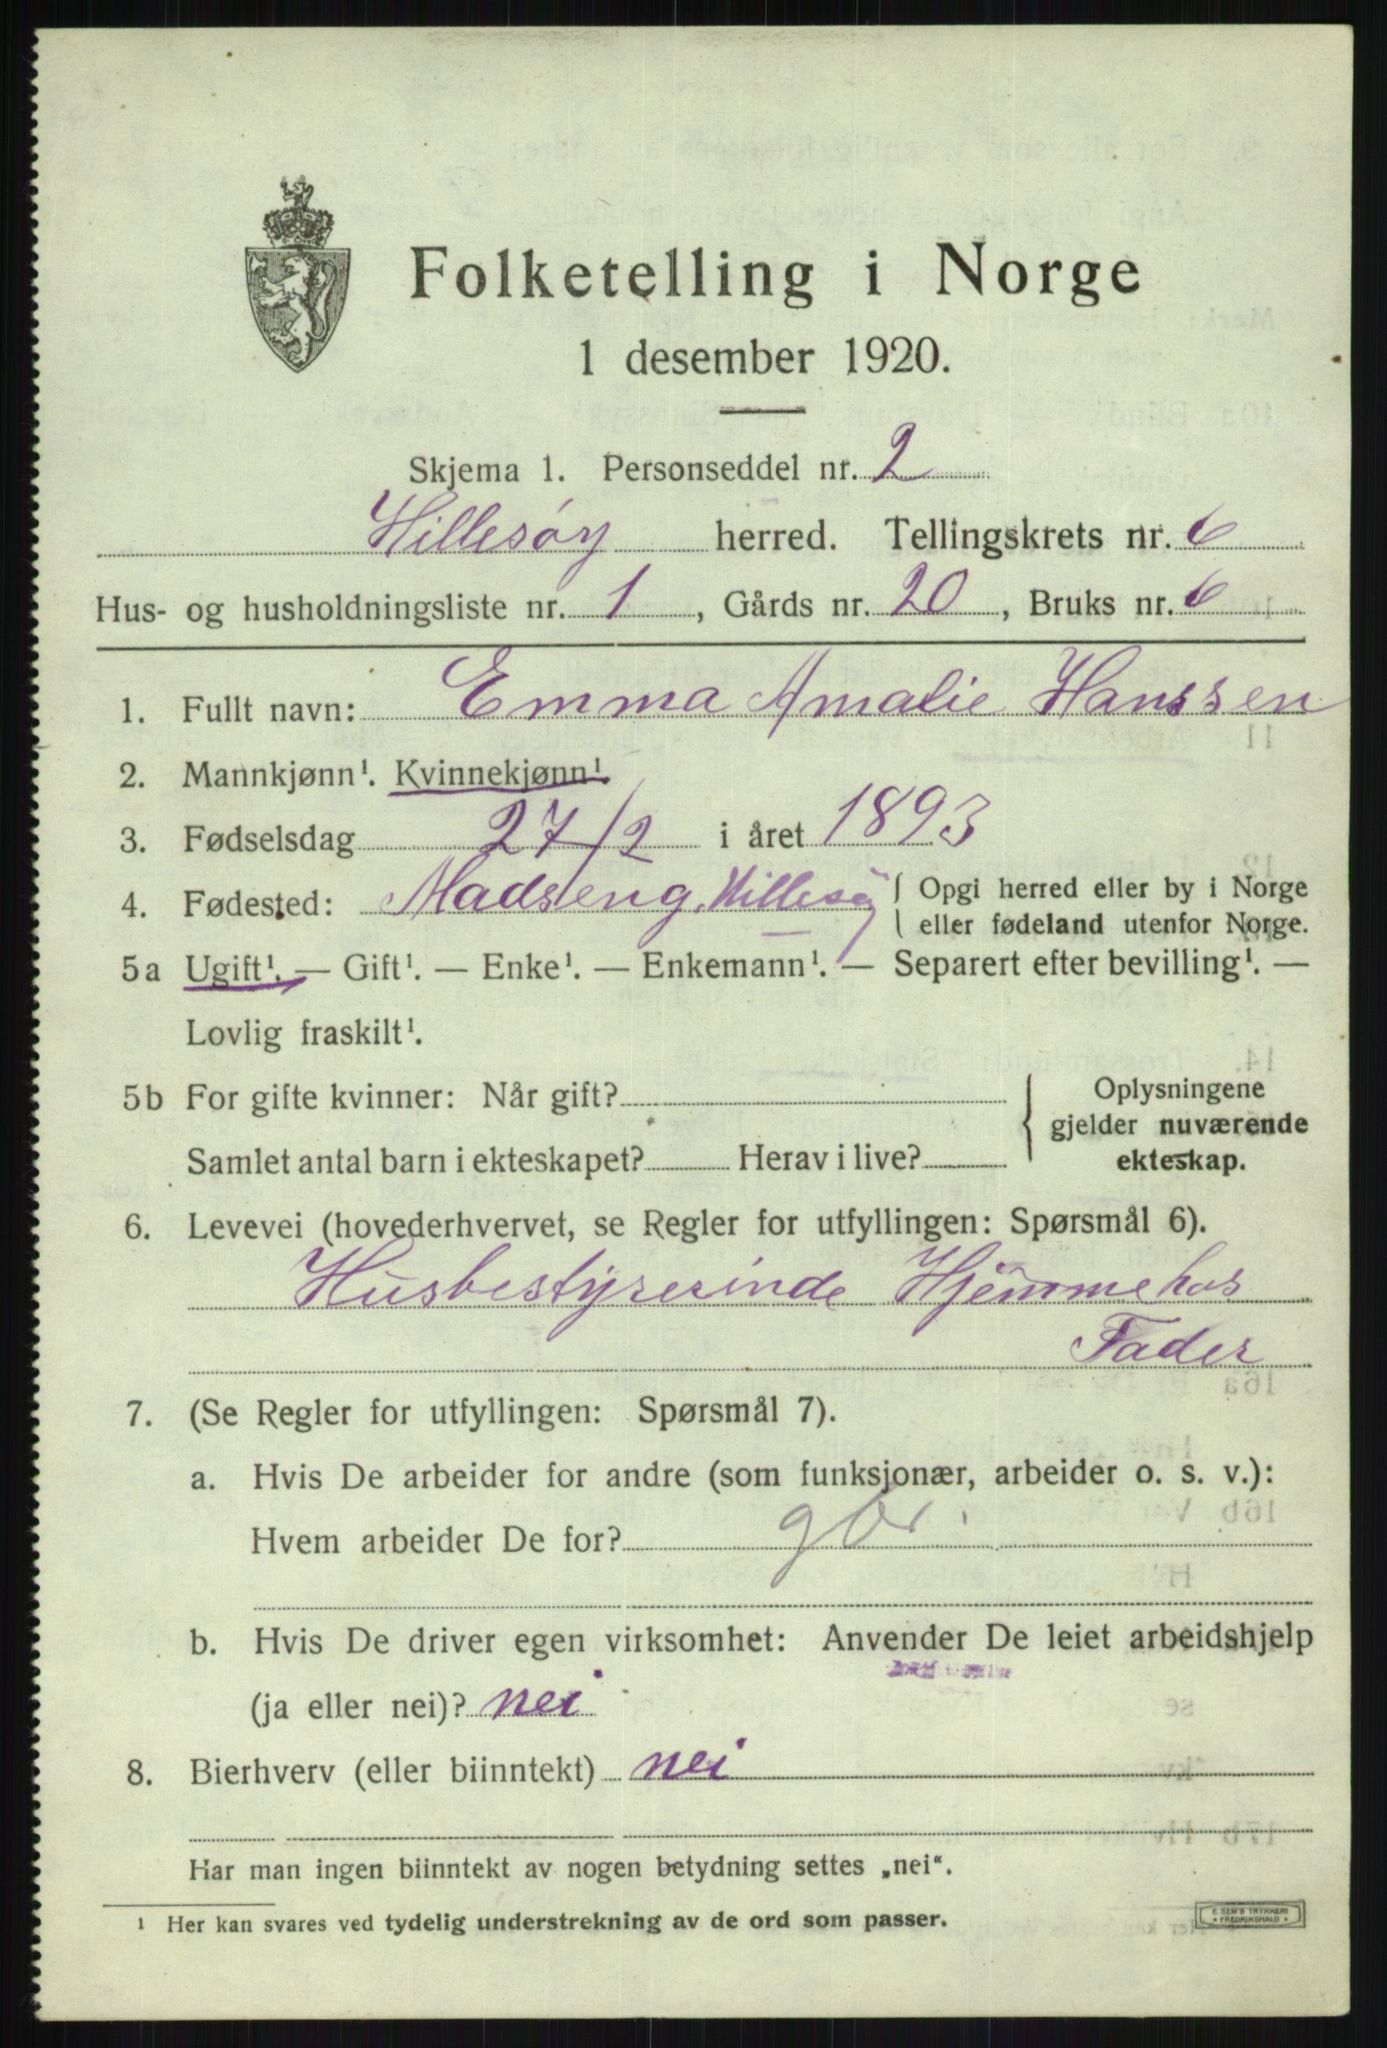 Folketelling i Norge
1 desember 1920.
Skjema 1. Personseddel nr. 2
Hillesøy herred. Tellingskrets nr. 6
Hus- og husholdningsliste nr. 1, Gårds nr. 20, Bruks nr. 6
1. Fullt navn: Emma Amalie Hanssen
2. Mannkjønn¹. Kvinnekjønn¹
3. Fødselsdag 27/2 i året 1893
4. Fødested: Madseng, Hillesøy { Opgi herred eller by i Norge
eller fødeland utenfor Norge.
5a Ugift¹. — Gift¹. — Enke¹. — Enkemann¹. — Separert efter bevilling¹. —
Lovlig fraskilt¹.
5b For gifte kvinner: Når gift?
Samlet antal barn i ekteskapet? Herav i live?
{ Oplysningene
gjelder nuværende
ekteskap.
6. Levevei (hovederhvervet, se Regler for utfyllingen: Spørsmål 6).
Husbestyrerinde Hjemme hos
Fader
7. (Se Regler for utfyllingen: Spørsmål 7).
a. Hvis De arbeider for andre (som funksjonær, arbeider o. s. v.):
Hvem arbeider De for?
b. Hvis De driver egen virksomhet: Anvender De leiet arbeidshjelp
(ja eller nei)? nei
8. Bierhverv (eller biinntekt) nei
Har man ingen biinntekt av nogen betydning settes „nei“.
¹ Her kan svares ved tydelig understrekning av de ord som passer.
E. SEM'S TRYKKERI
FREDRIKSHALD